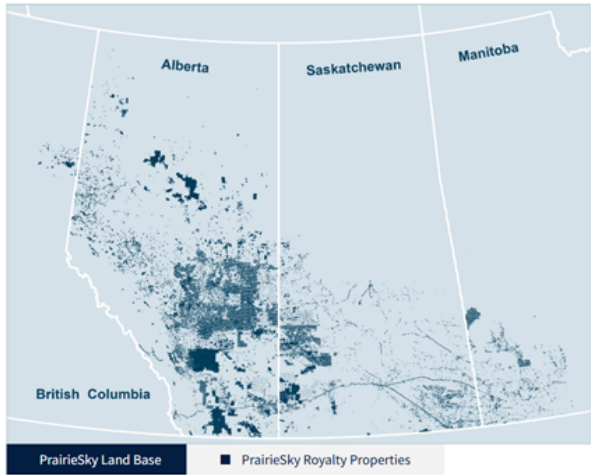 Alberta
Saskatchewan
Manitoba
British Columbia
PrairieSky Land Base
PrairieSky Royalty Properties